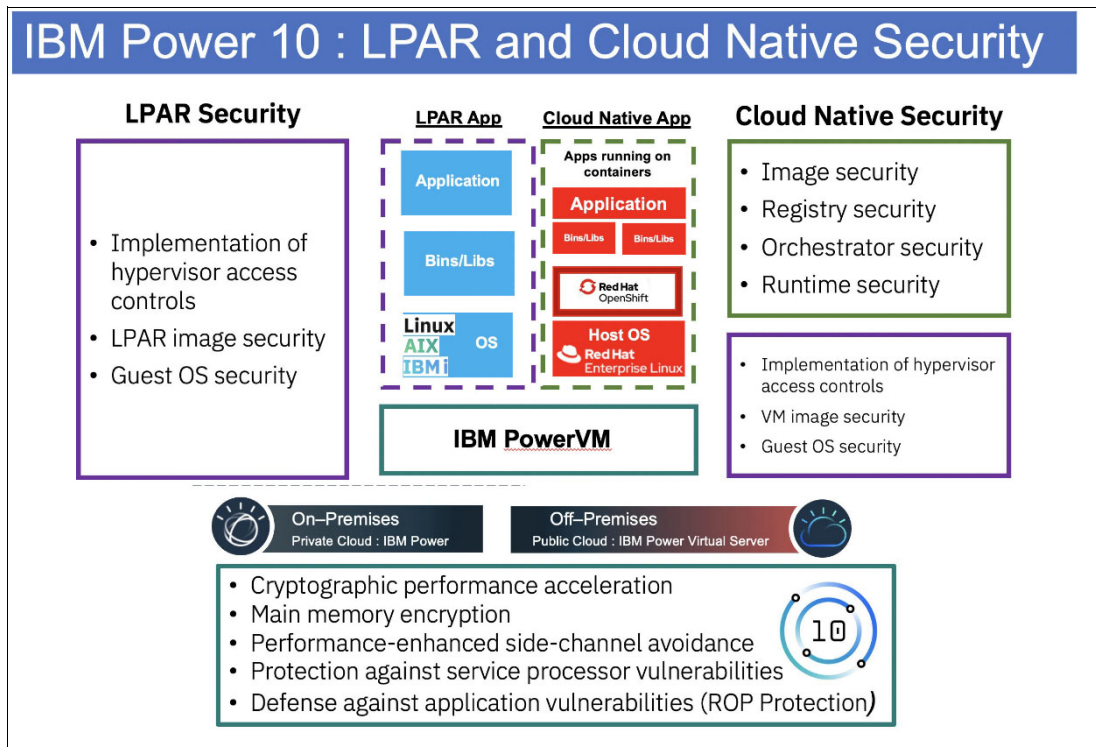 IBM Power 10 : LPAR and Cloud Native Security
LPAR Security
• Implementation of
hypervisor access
controls
• LPAR image security
• Guest OS security
LPAR App
Application
Bins/Libs
Linux
AIX
IBM i
OS
Cloud Native App
Apps running on
containers
Application
Bins/Libs
Bins/Libs
Red Hat
OpenShift
Host OS
Red Hat
Enterprise Linux
IBM PowerVM
Cloud Native Security
• Image security
• Registry security
• Orchestrator security
• Runtime security
• Implementation of hypervisor
access controls
• VM image security
• Guest OS security
On–Premises
Private Cloud : IBM Power
Off–Premises
Public Cloud : IBM Power Virtual Server
• Cryptographic performance acceleration
• Main memory encryption
• Performance-enhanced side-channel avoidance
• Protection against service processor vulnerabilities
• Defense against application vulnerabilities (ROP Protection)
10